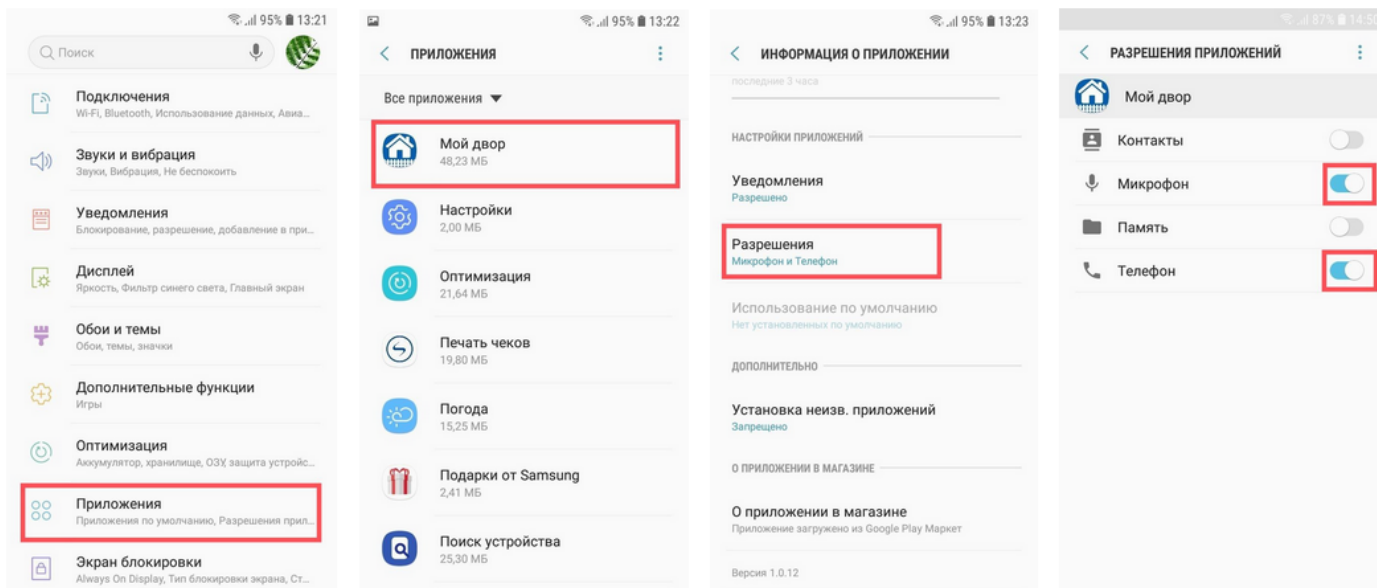 95% 13:21
Поиск
Подключения
Wi-Fi, Bluetooth, Использование данных, Авиа...
Звуки и вибрация
Звуки, Вибрация, Не беспокоить
Уведомления
Блокирование, разрешение, добавление в при...
Дисплей
Яркость, Фильтр синего света, Главный экран
Обои и темы
Обои, темы, значки
Дополнительные функции
Игры
Оптимизация
Аккумулятор, хранилище, ОЗУ, защита устройс...
Приложения
Приложения по умолчанию, Разрешения прил...
Экран блокировки
Always On Display, Тип блокировки экрана, Ст...
95% 13:22
ПРИЛОЖЕНИЯ
Все приложения
Мой двор
48,23 МБ
Настройки
2,00 МБ
Оптимизация
21,64 МБ
Печать чеков
19,80 МБ
Погода
15,25 МБ
Подарки от Samsung
2,41 МБ
Поиск устройства
25,30 МБ
95% 13:23
ИНФОРМАЦИЯ О ПРИЛОЖЕНИИ
последние 3 часа
НАСТРОЙКИ ПРИЛОЖЕНИЙ
Уведомления
Разрешено
Разрешения
Микрофон и Телефон
Использование по умолчанию
Нет установленных по умолчанию
ДОПОЛНИТЕЛЬНО
Установка неизв. приложений
Запрещено
О ПРИЛОЖЕНИИ В МАГАЗИНЕ
О приложении в магазине
Приложение загружено из Google Play Маркет
Версия 1.0.12
87% 14:50
РАЗРЕШЕНИЯ ПРИЛОЖЕНИЙ
Мой двор
Контакты
Микрофон
Память
Телефон